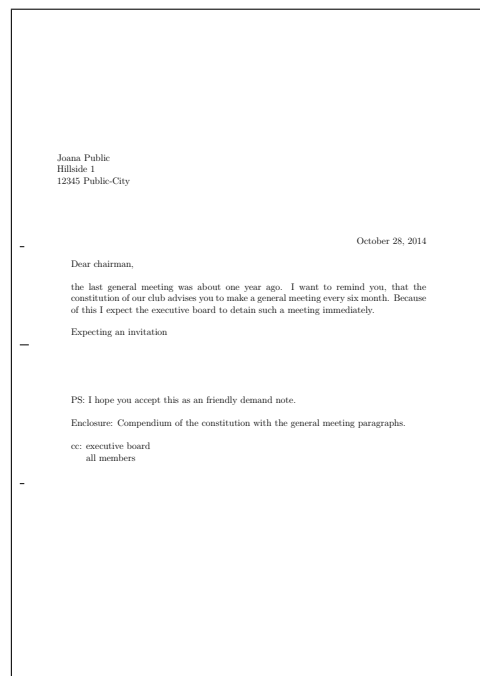 Joana Public
Hillside 1
12345 Public-City
October 28, 2014
Dear chairman,
the last general meeting was about one year ago. I want to remind you, that the
constitution of our club advises you to make a general meeting every six month. Because
of this I expect the executive board to detain such a meeting immediately.
Expecting an invitation
PS: I hope you accept this as an friendly demand note.
Enclosure: Compendium of the constitution with the general meeting paragraphs.
cc: executive board
all members